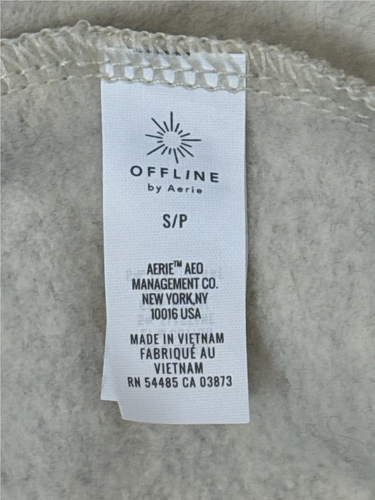 OFFLINE
by Aerie
S/P
AERIE™ AEO
MANAGEMENT CO.
NEW YORK,NY
10016 USA
MADE IN VIETNAM
FABRIQUÉ AU
VIETNAM
RN 54485 CA 03873